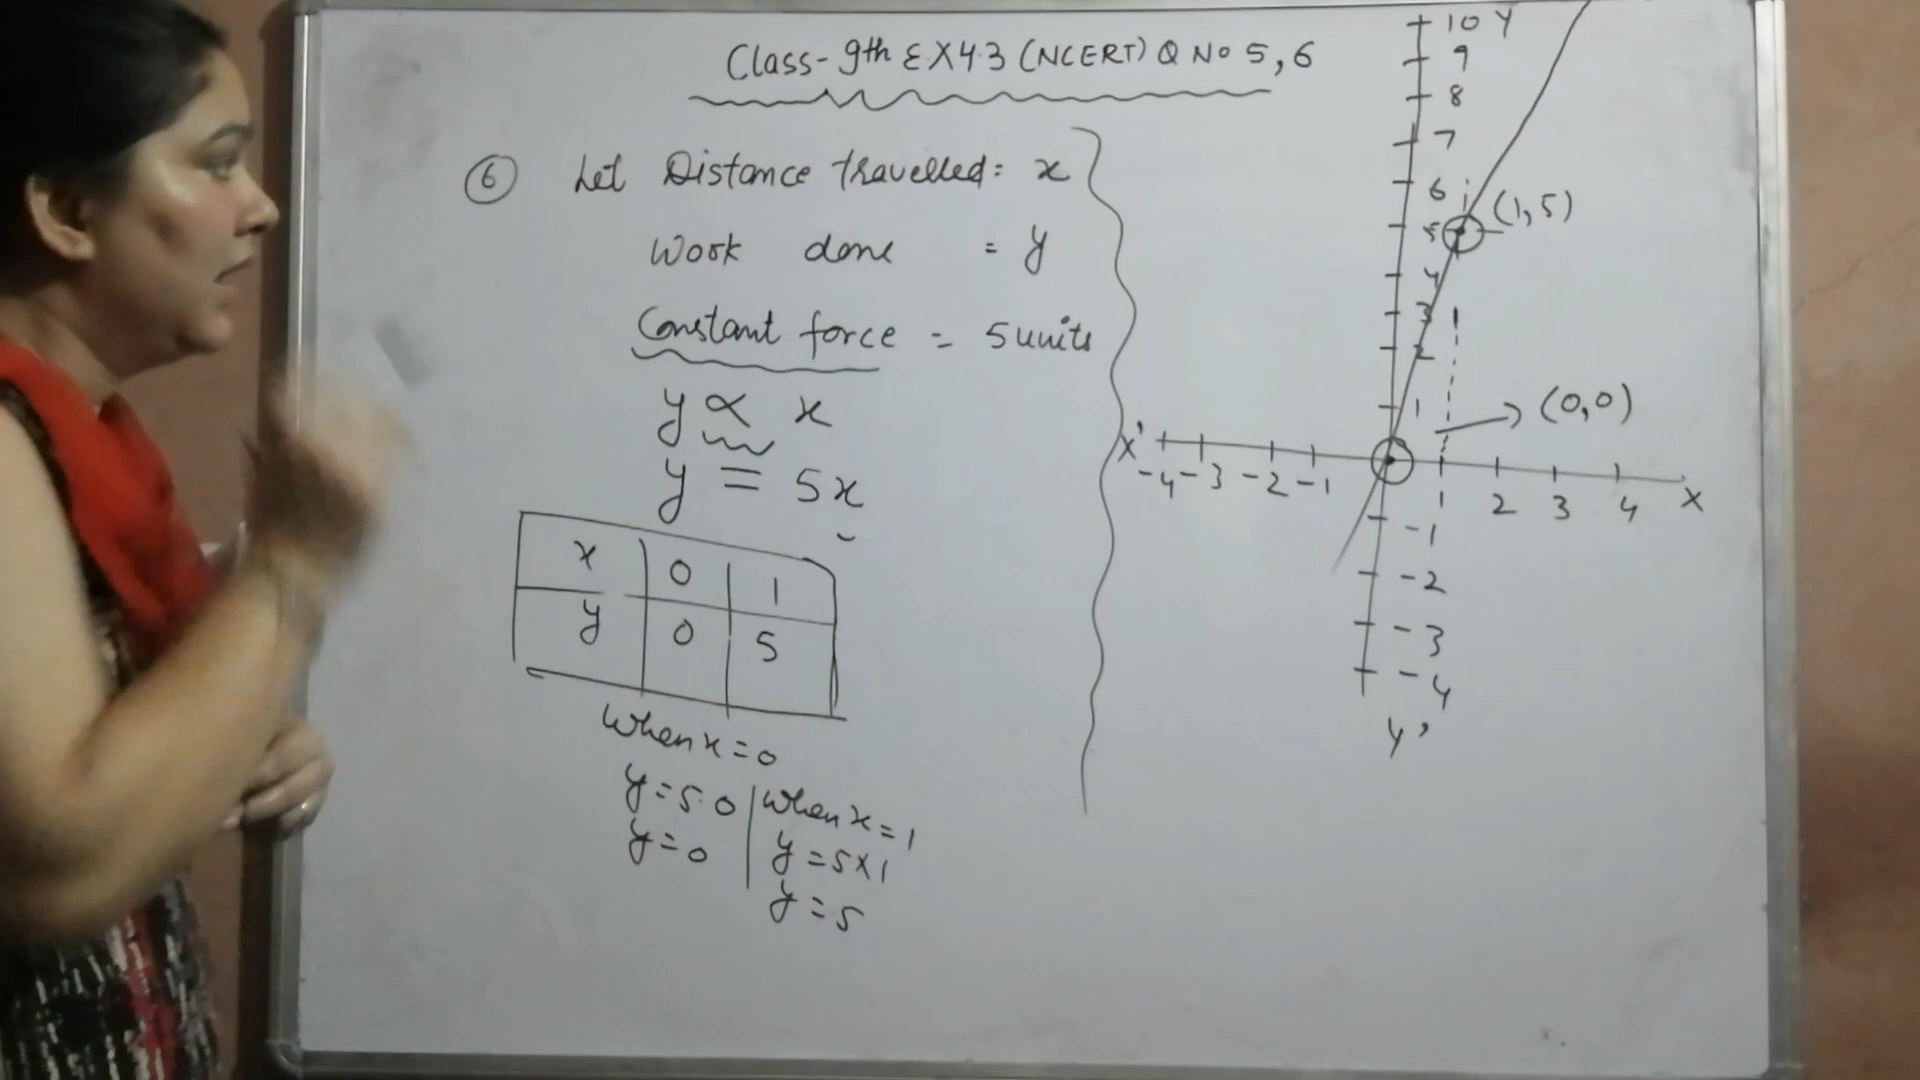 Class-9th EX4.3 (NCERT) Q No 5,6
6 Let Distance travelled = x
Work done = y
Constant force = 5 units
y ∝ x
y = 5x
x 0 1
y 0 5
When x = 0
y = 5.0
y = 0
When x = 1
y = 5×1
y = 5
10 Y
9
8
7
6
5 (1,5)
4
3
2
1
(0,0)
X' -4 -3 -2 -1 1 2 3 4 X
-1
-2
-3
-4
Y'